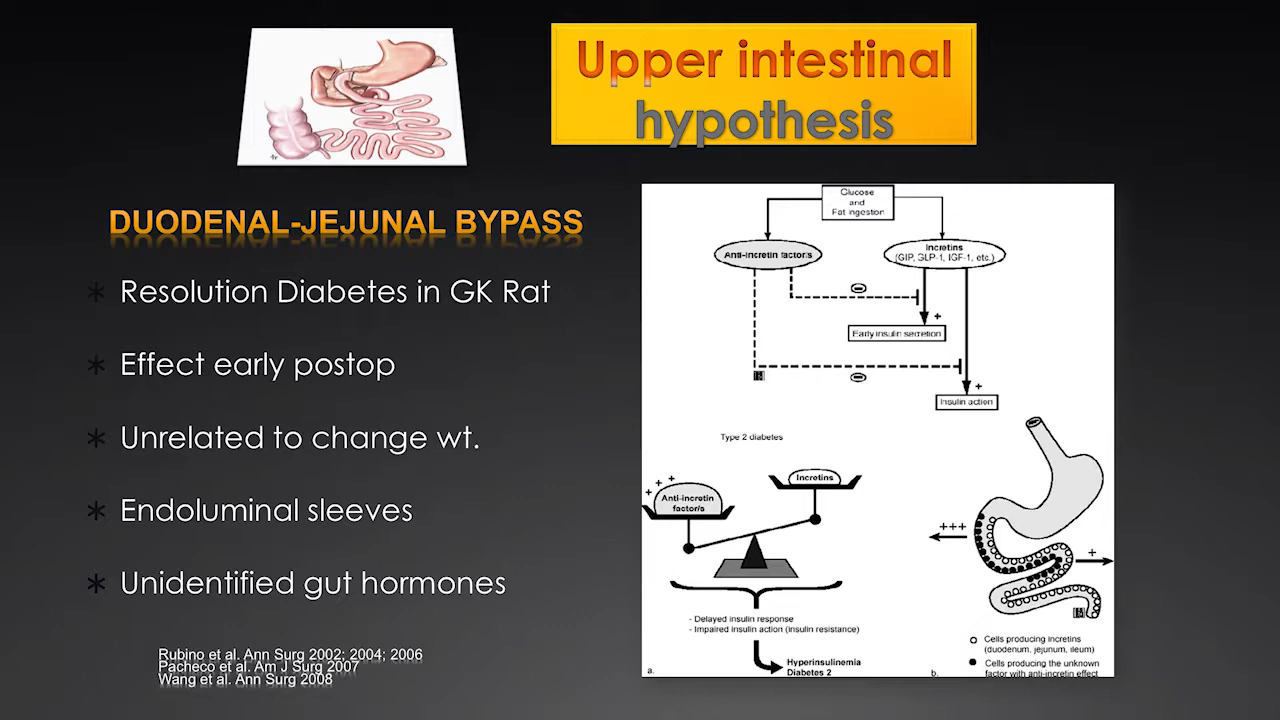 Upper intestinal
hypothesis
DUODENAL-JEJUNAL BYPASS
Resolution Diabetes in GK Rat
Effect early postop
Unrelated to change wt.
Endoluminal sleeves
Unidentified gut hormones
Rubino et al. Ann Surg 2002; 2004; 2006
Pacheco et al. Am J Surg 2007
Wang et al. Ann Surg 2008
Glucose
and
Fat ingestion
Anti-incretin factor/s
Incretins
(GIP, GLP-1, IGF-1, etc.)
+
Early insulin secretion
+
Insulin action
Type 2 diabetes
+ + +
Anti-incretin
factor/s
Incretins
- Delayed insulin response
- Impaired insulin action (insulin resistance)
Hyperinsulinemia
Diabetes 2
a.
+++
+
Cells producing incretins
(duodenum, jejunum, ileum)
Cells producing the unknown
factor with anti-incretin effect
b.